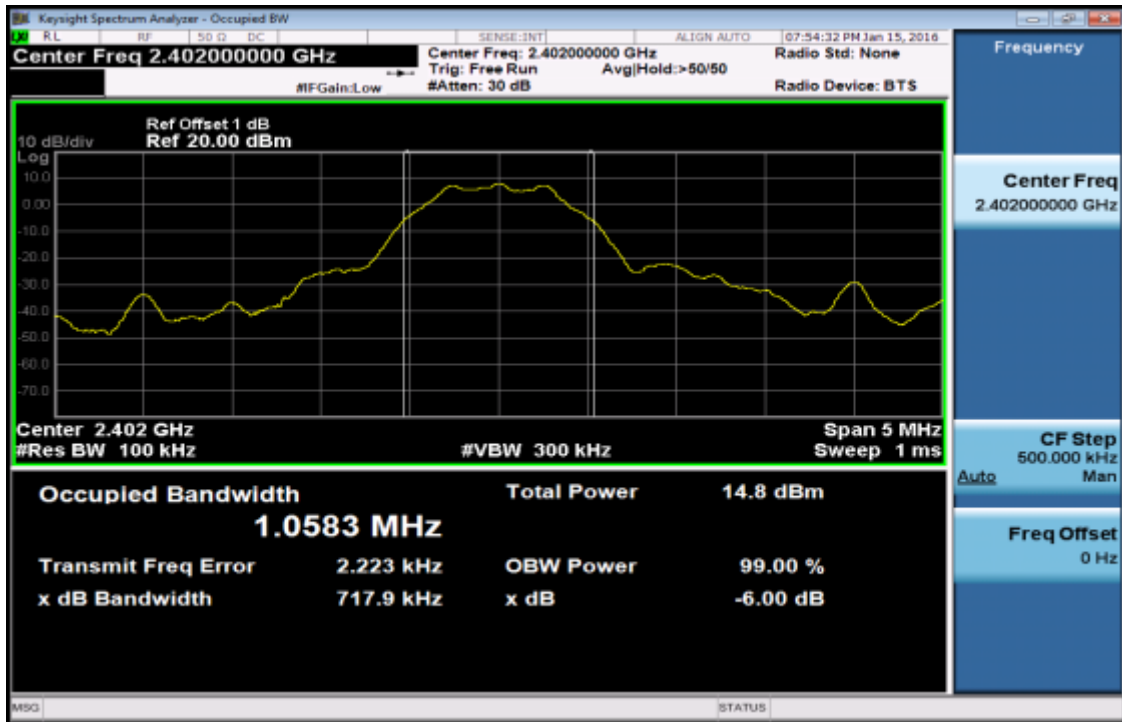 Keysight Spectrum Analyzer - Occupied BW
RL RF 50 Ω DC SENSE:INT ALIGN AUTO 07:54:32 PM Jan 15, 2016
Center Freq 2.402000000 GHz
Center Freq: 2.402000000 GHz Radio Std: None
Trig: Free Run Avg|Hold:>50/50
#IFGain:Low #Atten: 30 dB Radio Device: BTS
Ref Offset 1 dB
10 dB/div Ref 20.00 dBm
Log
10.0
0.00
-10.0
-20.0
-30.0
-40.0
-50.0
-60.0
-70.0
Center 2.402 GHz Span 5 MHz
#Res BW 100 kHz #VBW 300 kHz Sweep 1 ms
Occupied Bandwidth Total Power 14.8 dBm
1.0583 MHz
Transmit Freq Error 2.223 kHz OBW Power 99.00 %
x dB Bandwidth 717.9 kHz x dB -6.00 dB
MSG STATUS
Frequency
Center Freq
2.402000000 GHz
CF Step
500.000 kHz
Auto Man
Freq Offset
0 Hz